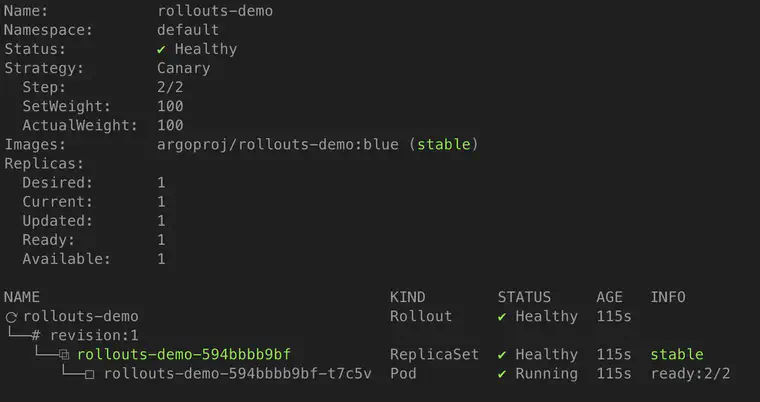 Name: rollouts-demo
Namespace: default
Status: ✔ Healthy
Strategy: Canary
Step: 2/2
SetWeight: 100
ActualWeight: 100
Images: argoproj/rollouts-demo:blue (stable)
Replicas:
Desired: 1
Current: 1
Updated: 1
Ready: 1
Available: 1
NAME KIND STATUS AGE INFO
rollouts-demo Rollout ✔ Healthy 115s
# revision:1
rollouts-demo-594bbbb9bf ReplicaSet ✔ Healthy 115s stable
rollouts-demo-594bbbb9bf-t7c5v Pod ✔ Running 115s ready:2/2